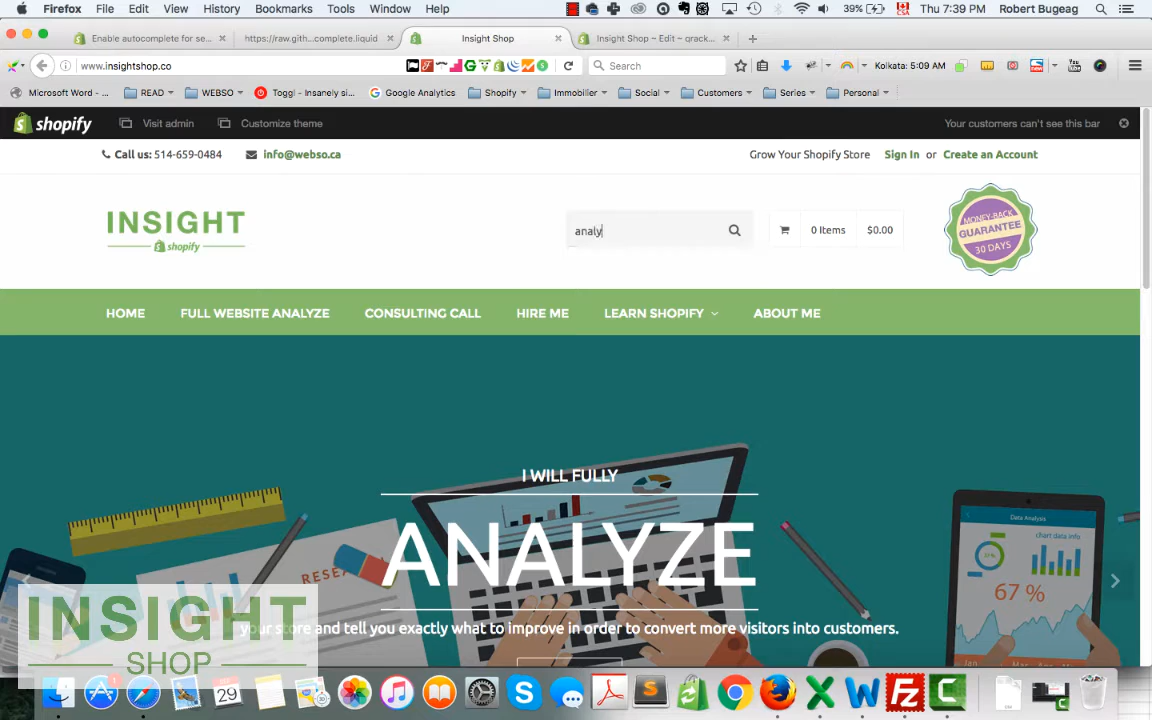 Firefox File Edit View History Bookmarks Tools Window Help 39% Thu 7:39 PM Robert Bugeag
Enable autocomplete for se... https://raw.gith...complete.liquid Insight Shop Insight Shop ~ Edit ~ qrack...
www.insightshop.co Search Kolkata: 5:09 AM
Microsoft Word - ... READ WEBSO Toggl - Insanely si... Google Analytics Shopify Immobilier Social Customers Series Personal
shopify Visit admin Customize theme Your customers can't see this bar
Call us: 514-659-0484 info@webso.ca Grow Your Shopify Store Sign In or Create an Account
INSIGHT
shopify
analy
0 Items $0.00
MONEY-BACK
GUARANTEE
30 DAYS
HOME FULL WEBSITE ANALYZE CONSULTING CALL HIRE ME LEARN SHOPIFY ABOUT ME
I WILL FULLY
ANALYZE
your store and tell you exactly what to improve in order to convert more visitors into customers.
Data Analysis
chart data info
67 %
INSIGHT
SHOP
29